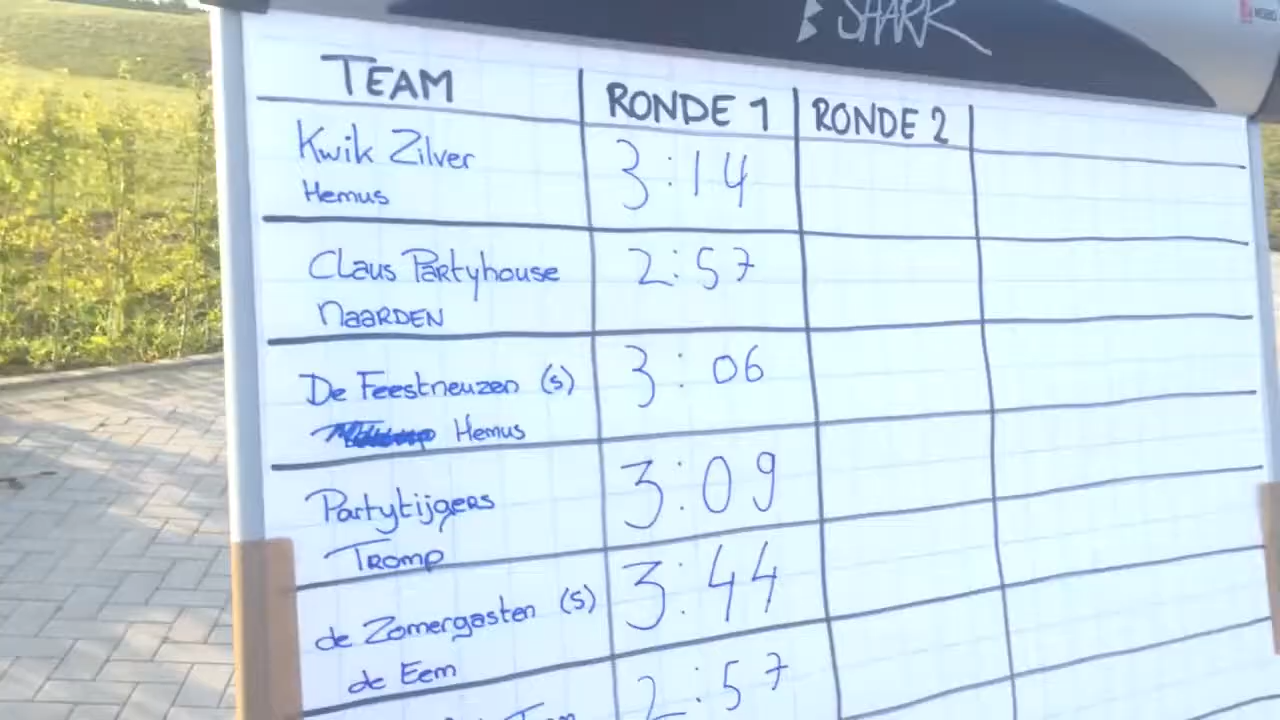 SHARK
TEAM RONDE 1 RONDE 2
Kwik Zilver 3:14
Hemus
Claus Partyhouse 2:57
NaaRDEN
De Feestneuzen (s) 3:06
Hemus
Partytijgers 3:09
Tromp
de Zomergasten (s) 3:44
de Eem
2:57